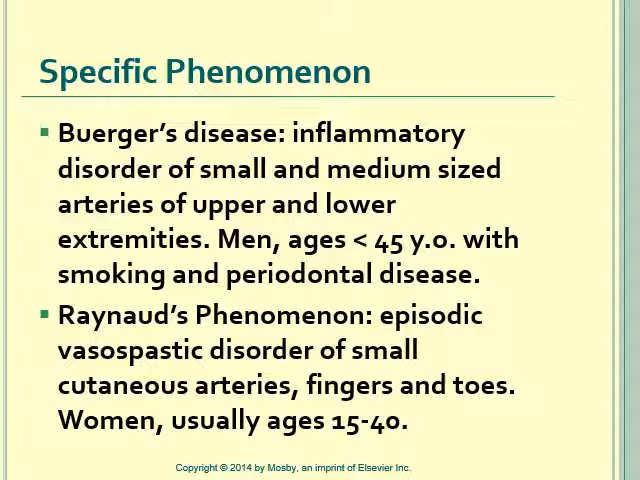 Specific Phenomenon
▪ Buerger's disease: inflammatory
disorder of small and medium sized
arteries of upper and lower
extremities. Men, ages < 45 y.o. with
smoking and periodontal disease.
▪ Raynaud's Phenomenon: episodic
vasospastic disorder of small
cutaneous arteries, fingers and toes.
Women, usually ages 15-40.
Copyright © 2014 by Mosby, an imprint of Elsevier Inc.